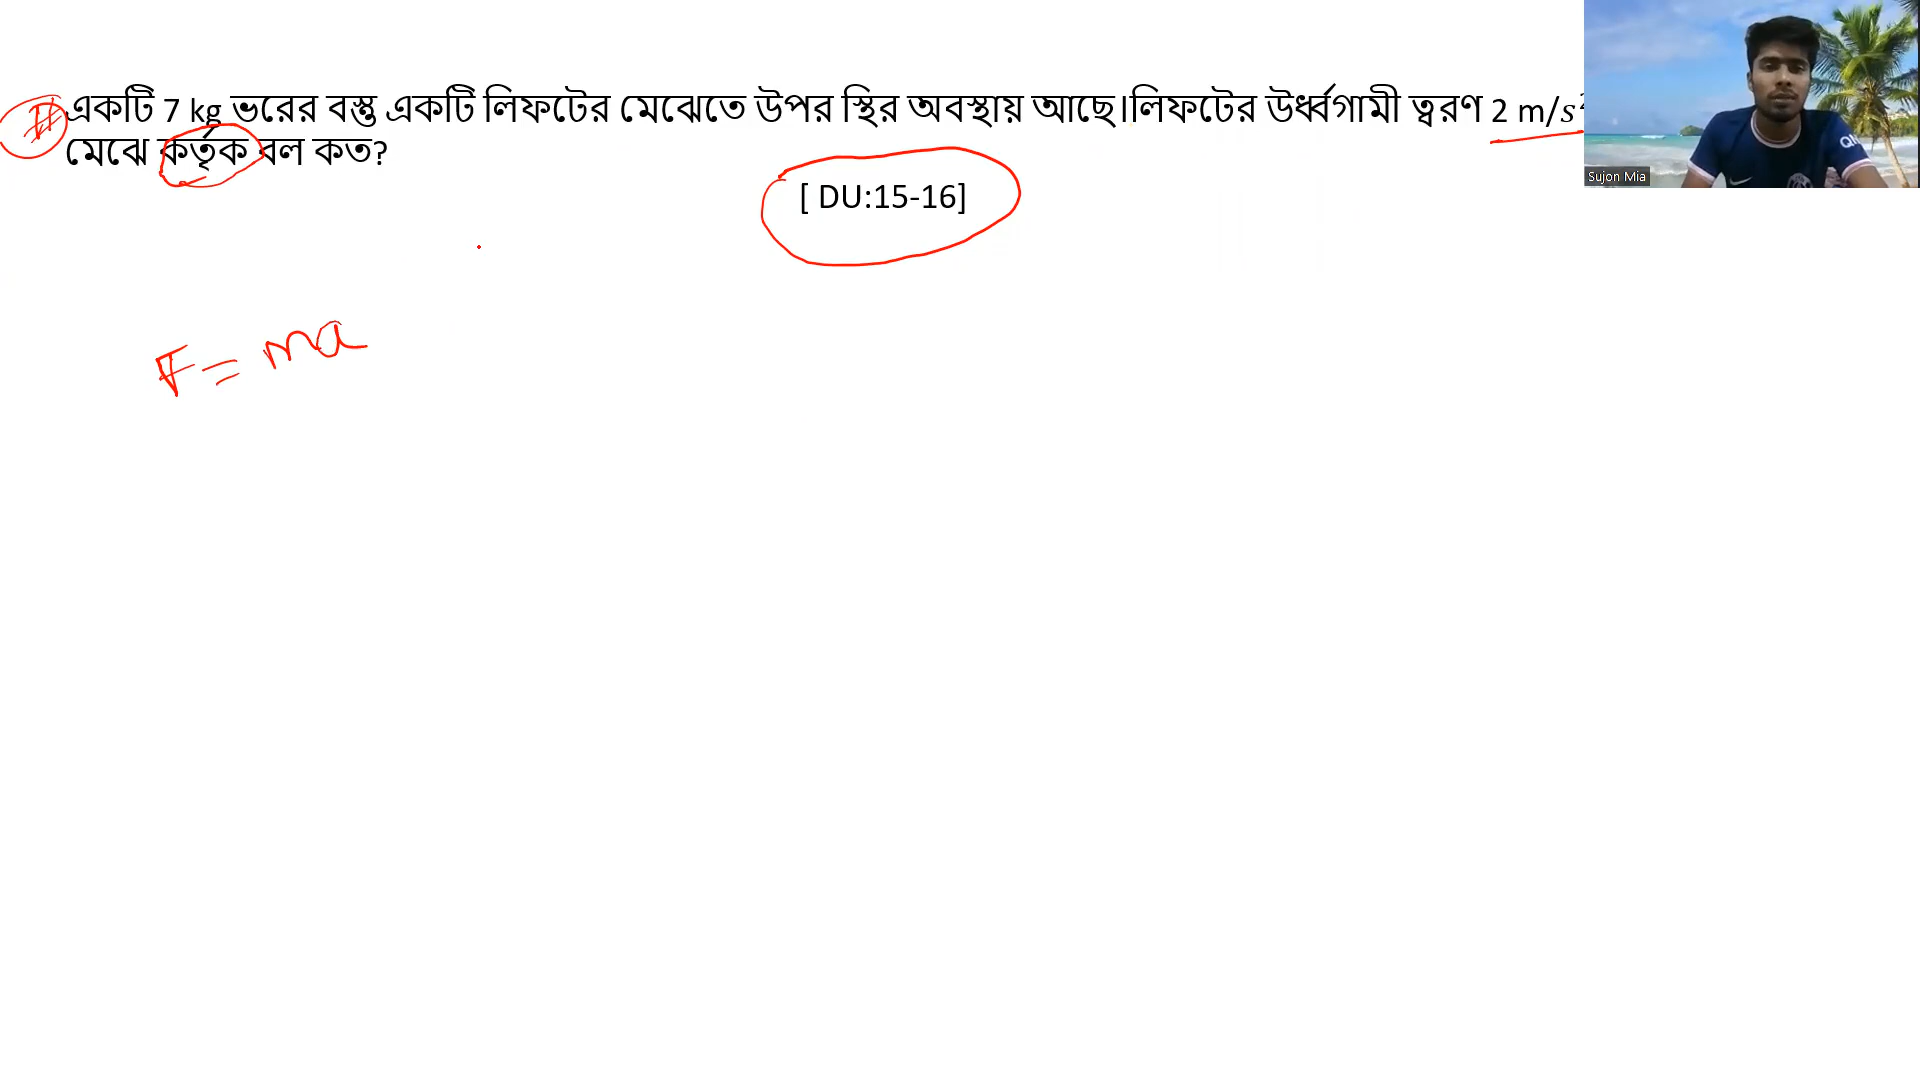 # একটি 7 kg ভরের বস্তু একটি লিফটের মেঝেতে উপর স্থির অবস্থায় আছে।লিফটের উর্ধ্বগামী ত্বরণ 2 m/s²
মেঝে কর্তৃক বল কত?
[ DU:15-16]
F = ma
Sujon Mia